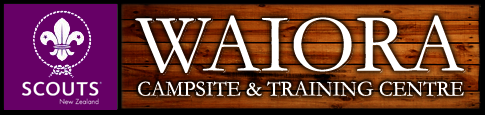 SCOUTS
New Zealand
WAIORA
CAMPSITE & TRAINING CENTRE